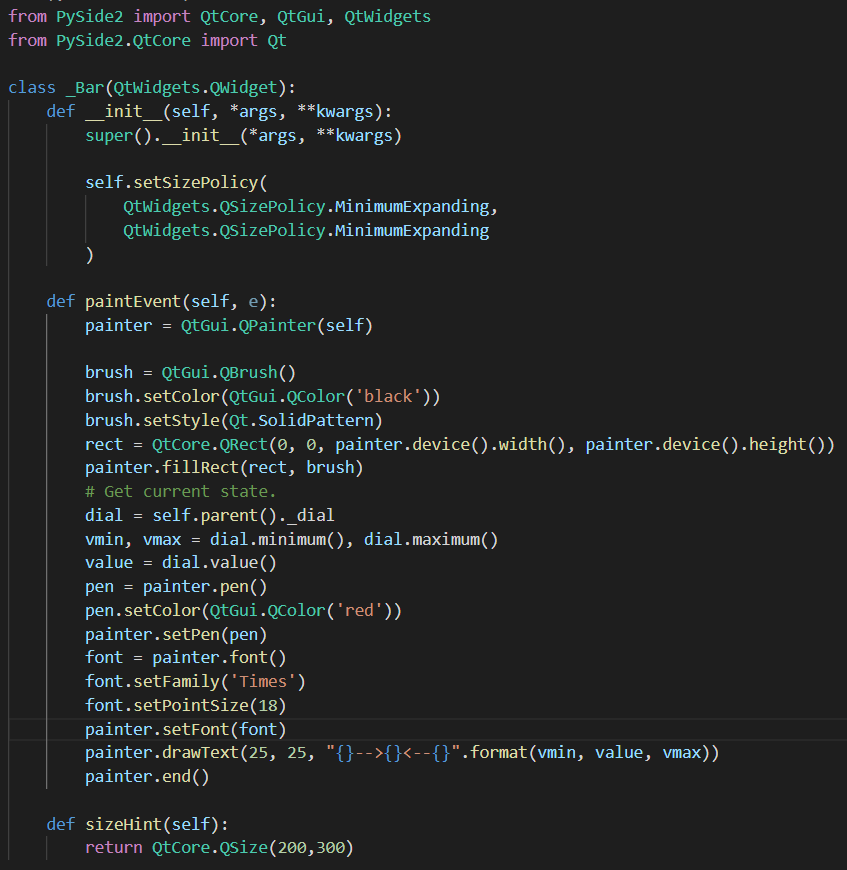 from PySide2 import QtCore, QtGui, QtWidgets
from PySide2.QtCore import Qt

class _Bar(QtWidgets.QWidget):
    def __init__(self, *args, **kwargs):
        super().__init__(*args, **kwargs)

        self.setSizePolicy(
            QtWidgets.QSizePolicy.MinimumExpanding,
            QtWidgets.QSizePolicy.MinimumExpanding
        )

    def paintEvent(self, e):
        painter = QtGui.QPainter(self)

        brush = QtGui.QBrush()
        brush.setColor(QtGui.QColor('black'))
        brush.setStyle(Qt.SolidPattern)
        rect = QtCore.QRect(0, 0, painter.device().width(), painter.device().height())
        painter.fillRect(rect, brush)
        # Get current state.
        dial = self.parent()._dial
        vmin, vmax = dial.minimum(), dial.maximum()
        value = dial.value()
        pen = painter.pen()
        pen.setColor(QtGui.QColor('red'))
        painter.setPen(pen)
        font = painter.font()
        font.setFamily('Times')
        font.setPointSize(18)
        painter.setFont(font)
        painter.drawText(25, 25, "{}-->{}<--{}".format(vmin, value, vmax))
        painter.end()

    def sizeHint(self):
        return QtCore.QSize(200,300)